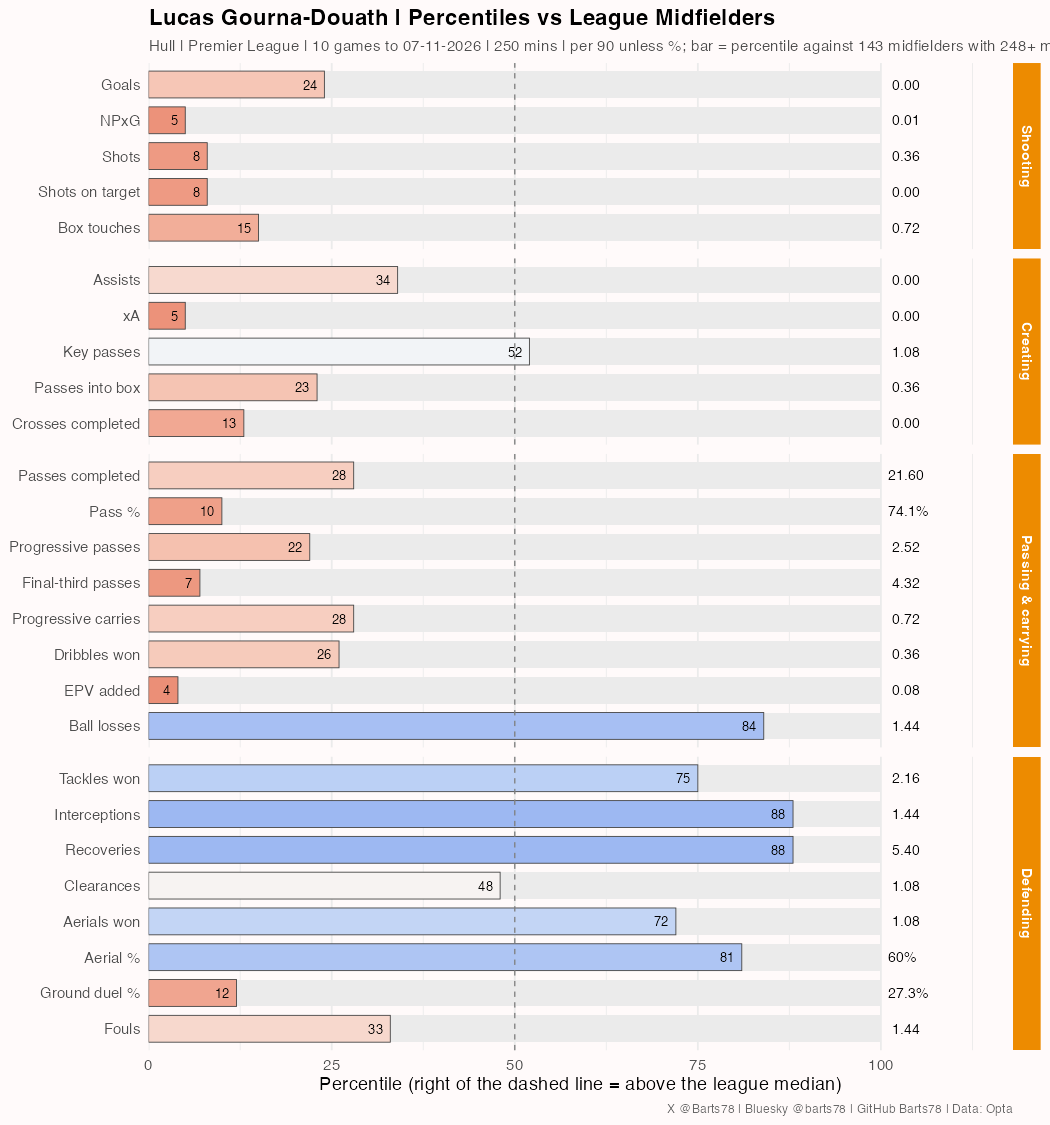 Lucas Gourna-Douath | Percentiles vs League Midfielders
Hull | Premier League | 10 games to 07-11-2026 | 250 mins | per 90 unless %; bar = percentile against 143 midfielders with 248+ m
Shooting
Goals 24 0.00
NPxG 5 0.01
Shots 8 0.36
Shots on target 8 0.00
Box touches 15 0.72
Creating
Assists 34 0.00
xA 5 0.00
Key passes 52 1.08
Passes into box 23 0.36
Crosses completed 13 0.00
Passing & carrying
Passes completed 28 21.60
Pass % 10 74.1%
Progressive passes 22 2.52
Final-third passes 7 4.32
Progressive carries 28 0.72
Dribbles won 26 0.36
EPV added 4 0.08
Ball losses 84 1.44
Defending
Tackles won 75 2.16
Interceptions 88 1.44
Recoveries 88 5.40
Clearances 48 1.08
Aerials won 72 1.08
Aerial % 81 60%
Ground duel % 12 27.3%
Fouls 33 1.44
0 25 50 75 100
Percentile (right of the dashed line = above the league median)
X @Barts78 | Bluesky @barts78 | GitHub Barts78 | Data: Opta